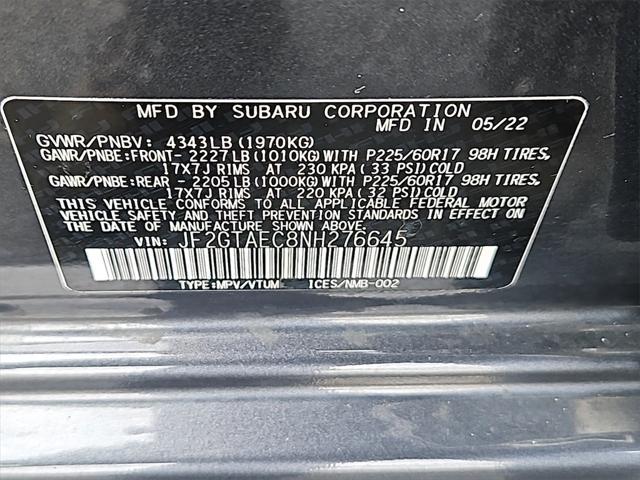 MFD BY SUBARU CORPORATION
MFD IN 05/22
GVWR/PNBV: 4343LB(1970KG)
GAWR/PNBE:FRONT- 2227LB(1010KG)WITH P225/60R17 98H TIRES,
17X7J RIMS AT 230 KPA(33 PSI)COLD
GAWR/PNBE:REAR - 2205LB(1000KG)WITH P225/60R17 98H TIRES,
17X7J RIMS AT 220 KPA(32 PSI)COLD
THIS VEHICLE CONFORMS TO ALL APPLICABLE FEDERAL MOTOR
VEHICLE SAFETY AND THEFT PREVENTION STANDARDS IN EFFECT ON
THE DATE OF MANUFACTURE SHOWN ABOVE.
VIN: JF2GTAEC8NH276645
TYPE:MPV/VTUM ICES/NMB-002